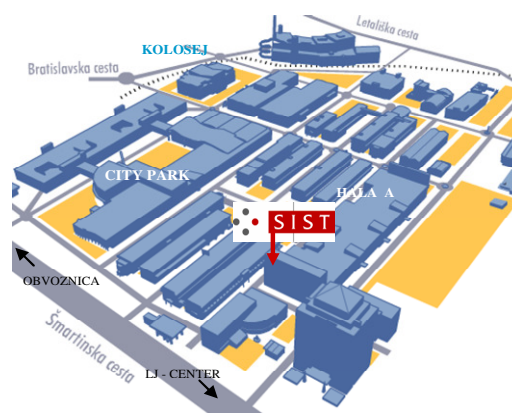 Letališka cesta
KOLOSEJ
Bratislavska cesta
CITY PARK
HALA A
SIST
OBVOZNICA
Šmartinska cesta
LJ - CENTER